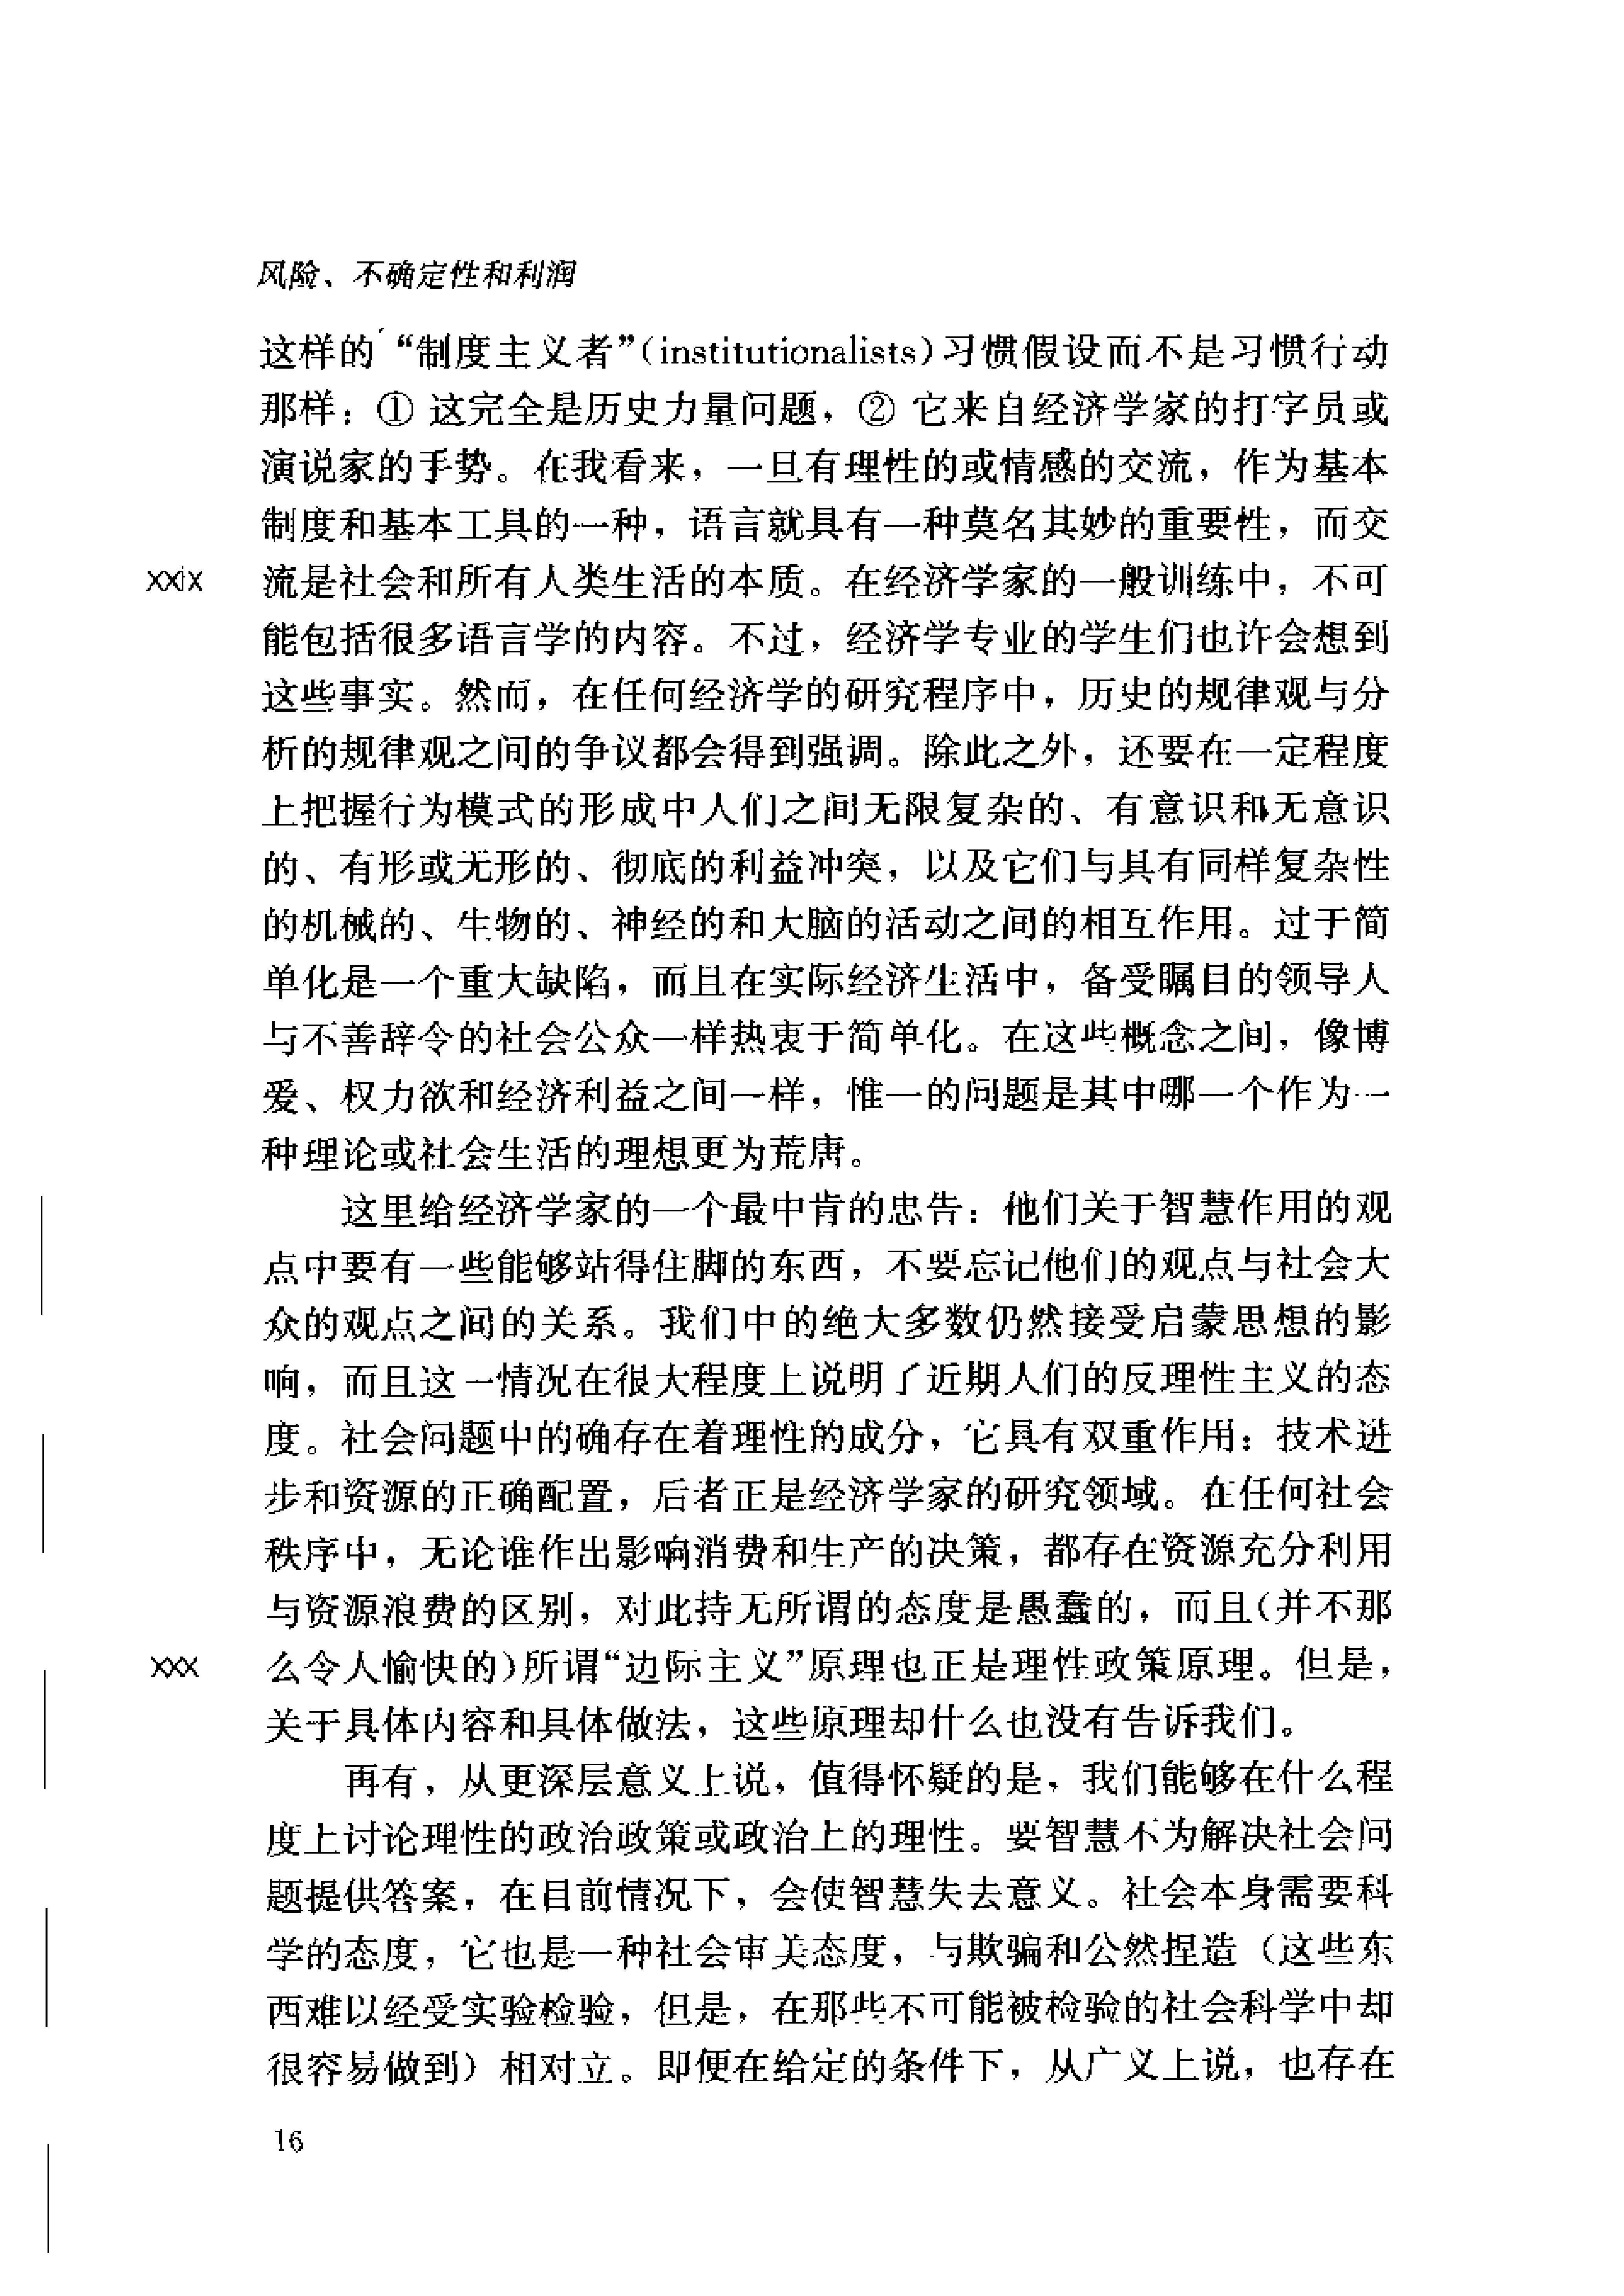 风险、不确定性和利润
这样的“制度主义者”(institutionalists)习惯假设而不是习惯行动
那样：① 这完全是历史力量问题，② 它来自经济学家的打字员或
演说家的手势。在我看来，一旦有理性的或情感的交流，作为基本
制度和基本工具的一种，语言就具有一种莫名其妙的重要性，而交
xxix 流是社会和所有人类生活的本质。在经济学家的一般训练中，不可
能包括很多语言学的内容。不过，经济学专业的学生们也许会想到
这些事实。然而，在任何经济学的研究程序中，历史的规律观与分
析的规律观之间的争议都会得到强调。除此之外，还要在一定程度
上把握行为模式的形成中人们之间无限复杂的、有意识和无意识
的、有形或无形的、彻底的利益冲突，以及它们与具有同样复杂性
的机械的、生物的、神经的和大脑的活动之间的相互作用。过于简
单化是一个重大缺陷，而且在实际经济生活中，备受瞩目的领导人
与不善辞令的社会公众一样热衷于简单化。在这些概念之间，像博
爱、权力欲和经济利益之间一样，惟一的问题是其中哪一个作为一
种理论或社会生活的理想更为荒唐。
这里给经济学家的一个最中肯的忠告：他们关于智慧作用的观
点中要有一些能够站得住脚的东西，不要忘记他们的观点与社会大
众的观点之间的关系。我们中的绝大多数仍然接受启蒙思想的影
响，而且这一情况在很大程度上说明了近期人们的反理性主义的态
度。社会问题中的确存在着理性的成分，它具有双重作用：技术进
步和资源的正确配置，后者正是经济学家的研究领域。在任何社会
秩序中，无论谁作出影响消费和生产的决策，都存在资源充分利用
与资源浪费的区别，对此持无所谓的态度是愚蠢的，而且(并不那
xxx 么令人愉快的)所谓“边际主义”原理也正是理性政策原理。但是，
关于具体内容和具体做法，这些原理却什么也没有告诉我们。
再有，从更深层意义上说，值得怀疑的是，我们能够在什么程
度上讨论理性的政治政策或政治上的理性。要智慧不为解决社会问
题提供答案，在目前情况下，会使智慧失去意义。社会本身需要科
学的态度，它也是一种社会审美态度，与欺骗和公然捏造（这些东
西难以经受实验检验，但是，在那些不可能被检验的社会科学中却
很容易做到）相对立。即便在给定的条件下，从广义上说，也存在
16